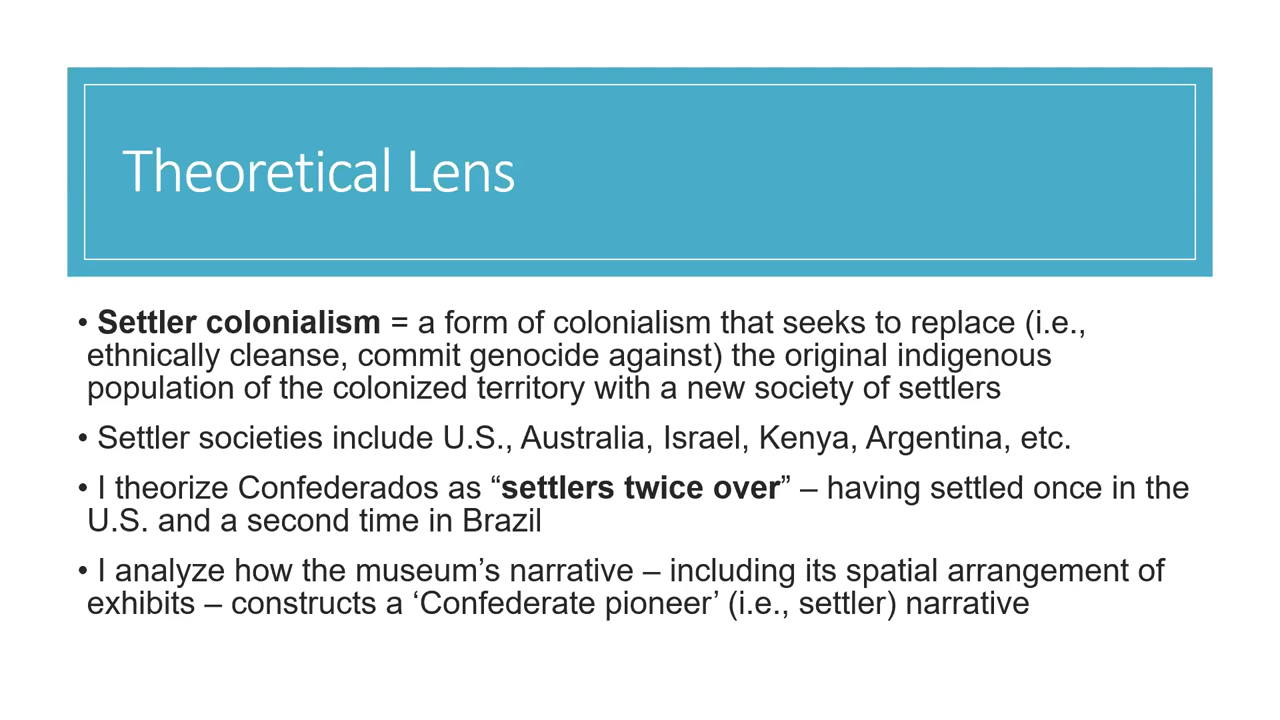 Theoretical Lens
• Settler colonialism = a form of colonialism that seeks to replace (i.e.,
ethnically cleanse, commit genocide against) the original indigenous
population of the colonized territory with a new society of settlers
• Settler societies include U.S., Australia, Israel, Kenya, Argentina, etc.
• I theorize Confederados as “settlers twice over” – having settled once in the
U.S. and a second time in Brazil
• I analyze how the museum’s narrative – including its spatial arrangement of
exhibits – constructs a ‘Confederate pioneer’ (i.e., settler) narrative